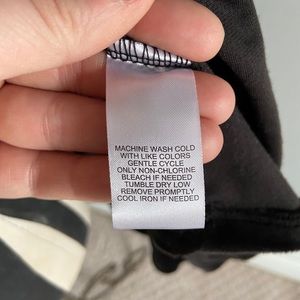 MACHINE WASH COLD
WITH LIKE COLORS
GENTLE CYCLE
ONLY NON-CHLORINE
BLEACH IF NEEDED
TUMBLE DRY LOW
REMOVE PROMPTLY
COOL IRON IF NEEDED